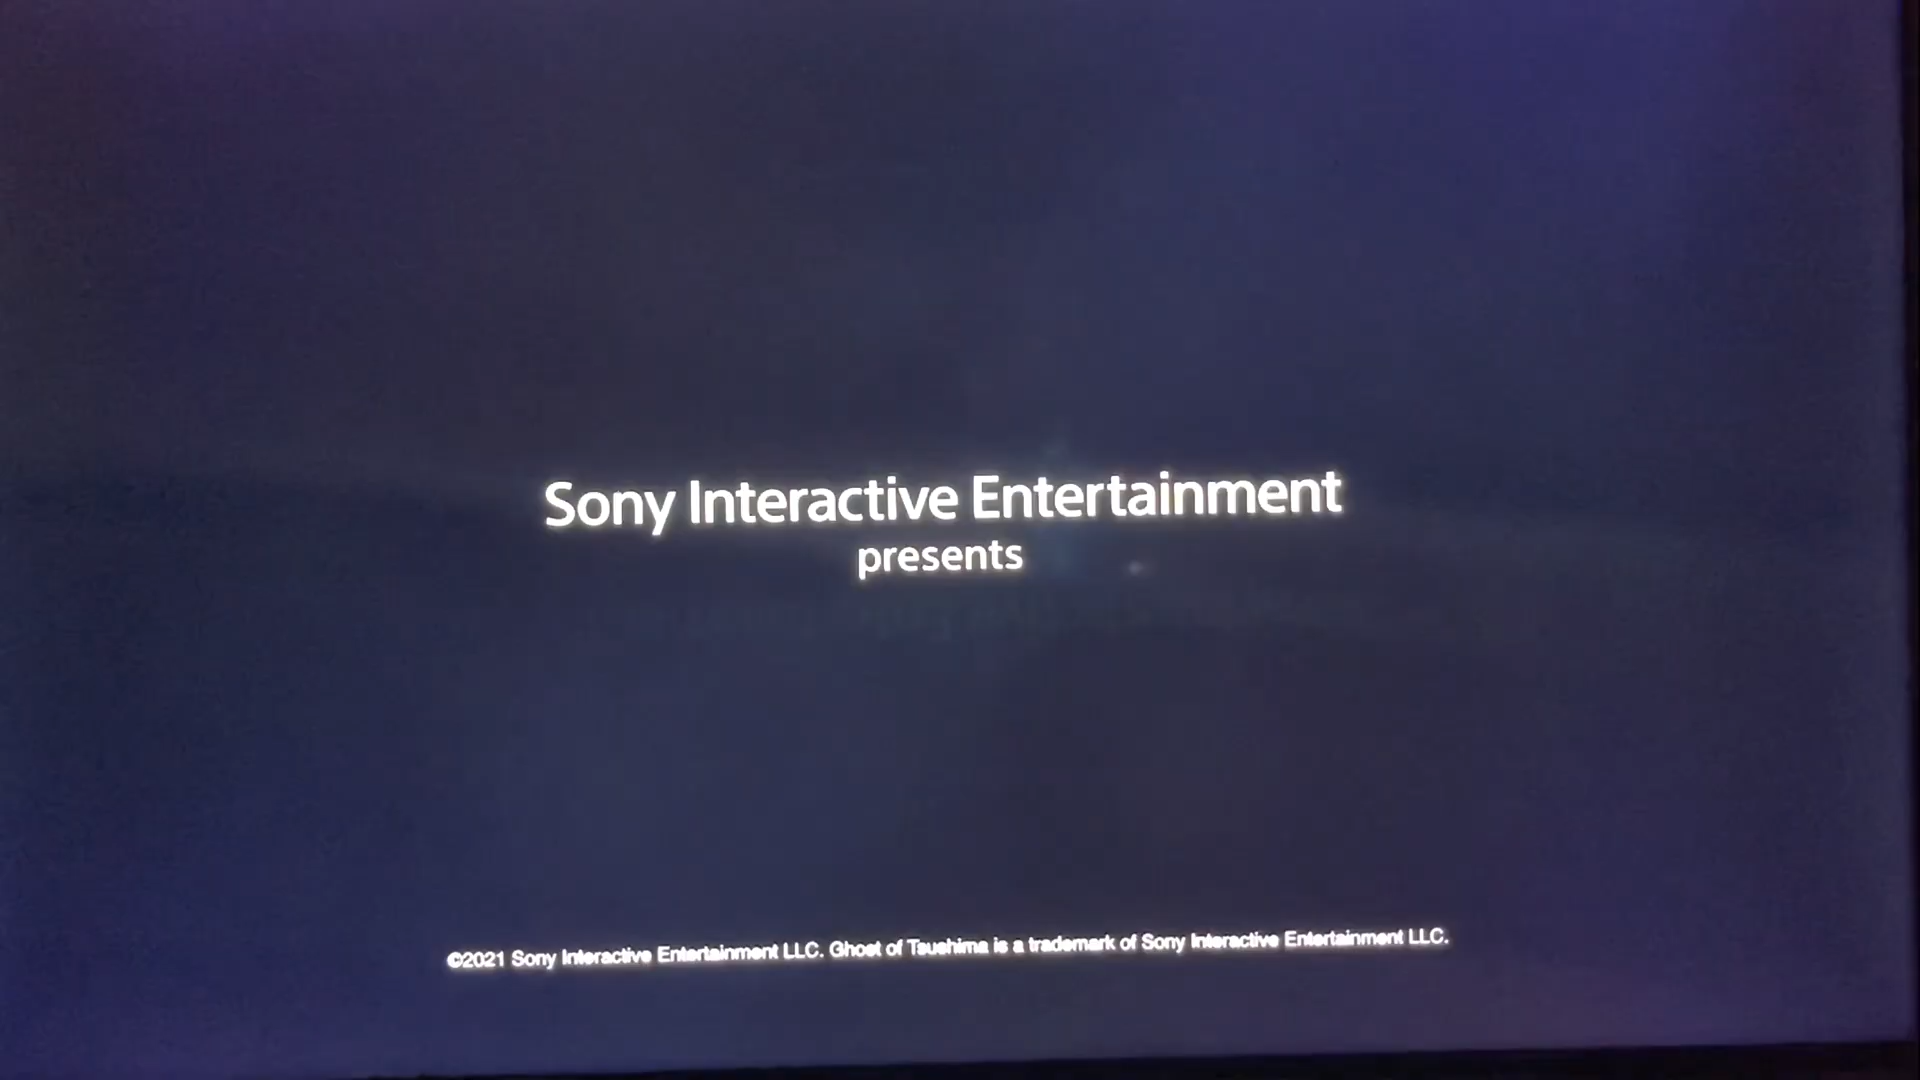 Sony Interactive Entertainment
presents
©2021 Sony Interactive Entertainment LLC. Ghost of Tsushima is a trademark of Sony Interactive Entertainment LLC.